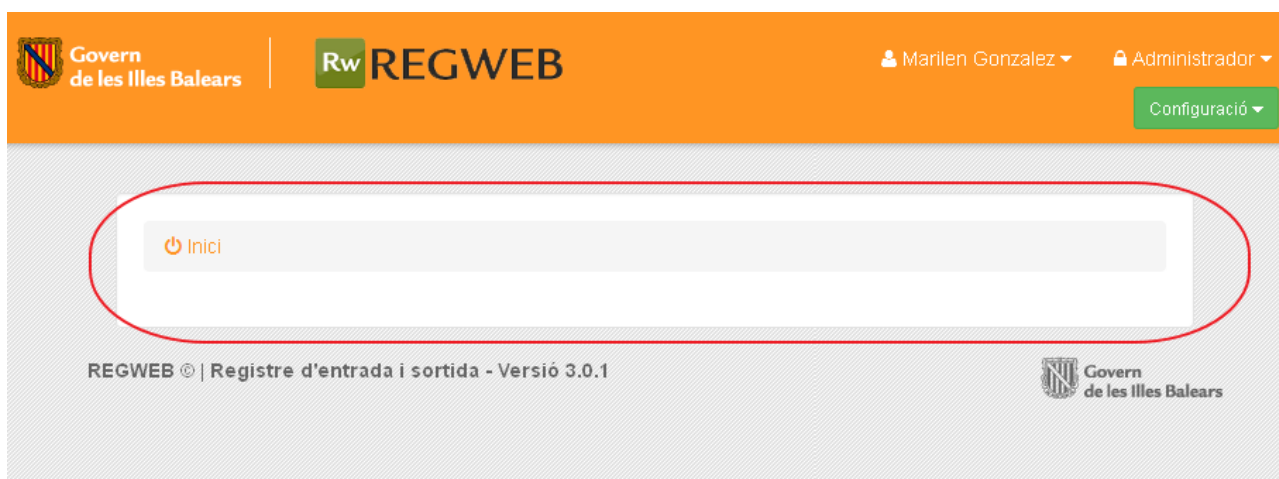 Govern
de les Illes Balears
Rw REGWEB
Marilen Gonzalez
Administrador
Configuració
Inici
REGWEB © | Registre d'entrada i sortida - Versió 3.0.1
Govern
de les Illes Balears